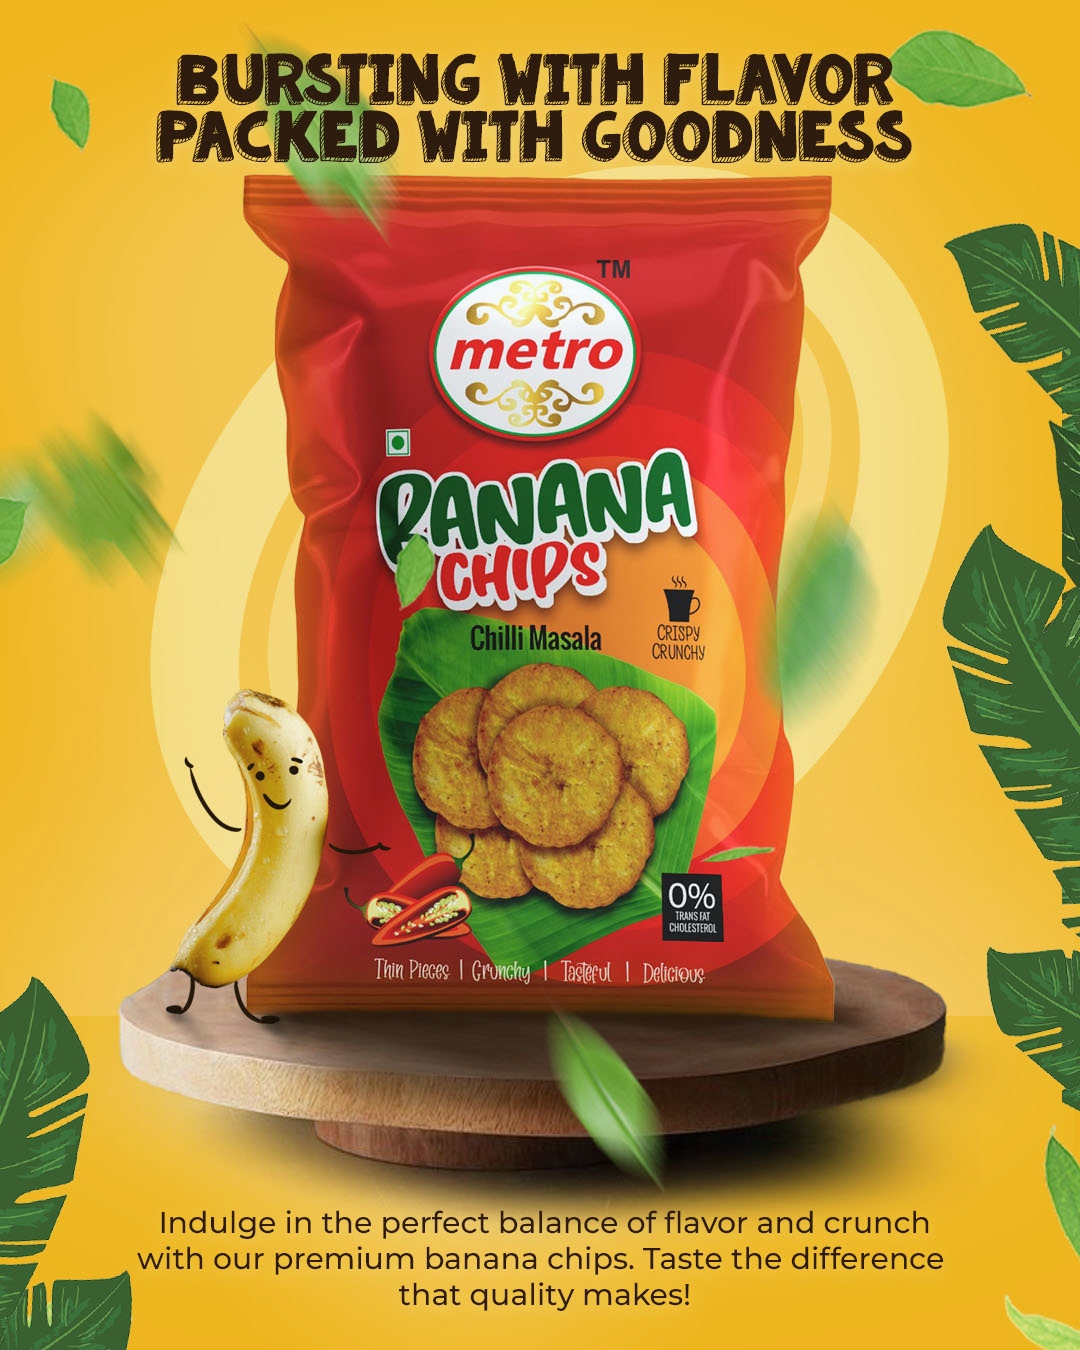 BURSTING WITH FLAVOR
PACKED WITH GOODNESS
TM
metro
BANANA
CHIPS
Chilli Masala
CRISPY
CRUNCHY
0%
TRANS FAT
CHOLESTEROL
Thin Pieces | Crunchy | Tasteful | Delicious
Indulge in the perfect balance of flavor and crunch
with our premium banana chips. Taste the difference
that quality makes!